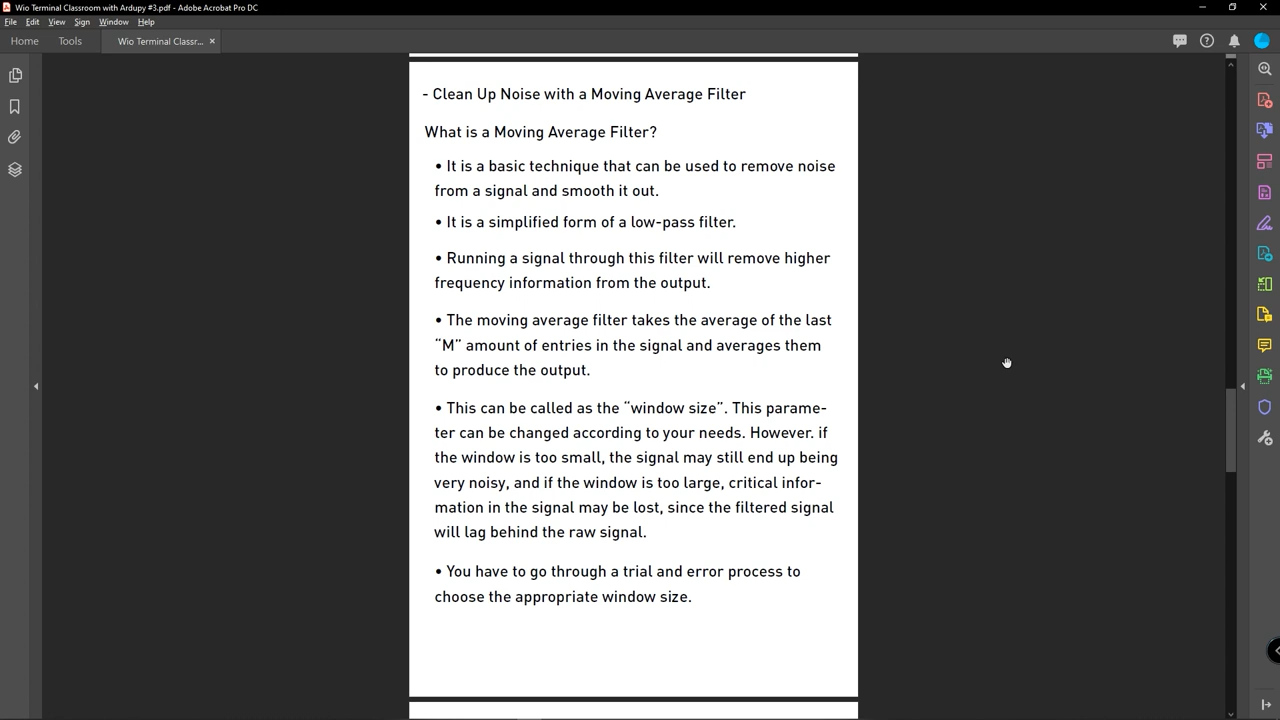 Wio Terminal Classroom with Ardupy #3.pdf - Adobe Acrobat Pro DC
File Edit View Sign Window Help
Home Tools Wio Terminal Classr... ×
- Clean Up Noise with a Moving Average Filter
What is a Moving Average Filter?
• It is a basic technique that can be used to remove noise
from a signal and smooth it out.
• It is a simplified form of a low-pass filter.
• Running a signal through this filter will remove higher
frequency information from the output.
• The moving average filter takes the average of the last
“M” amount of entries in the signal and averages them
to produce the output.
• This can be called as the “window size”. This parame-
ter can be changed according to your needs. However. if
the window is too small, the signal may still end up being
very noisy, and if the window is too large, critical infor-
mation in the signal may be lost, since the filtered signal
will lag behind the raw signal.
• You have to go through a trial and error process to
choose the appropriate window size.